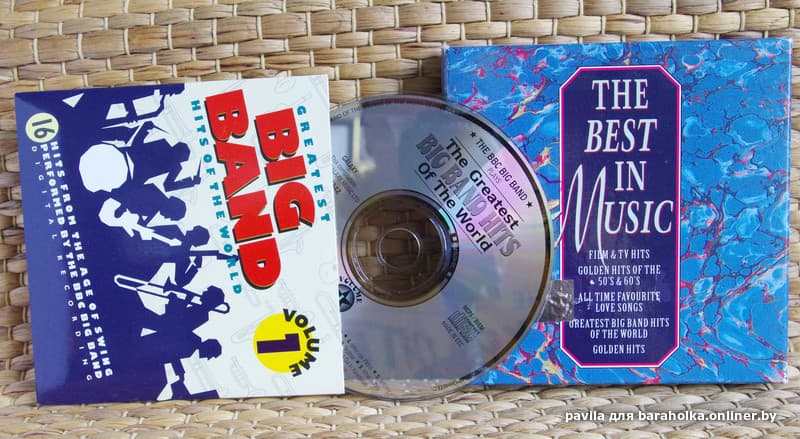 GREATEST
BIG
BAND
HITS OF THE WORLD
VOLUME
1
16
HITS FROM THE AGE OF SWING
PERFORMED BY THE BBC BIG BAND
DIGITAL RECORDING
★ THE BBC BIG BAND ★
PLAYS
The Greatest
BIG BAND HITS
Of The World
GALAXY
THE
BEST
IN
MUSIC
FILM & TV HITS
GOLDEN HITS OF THE
50'S & 60'S
ALL TIME FAVOURITE
LOVE SONGS
GREATEST BIG BAND HITS
OF THE WORLD
GOLDEN HITS
pavila для baraholka.onliner.by